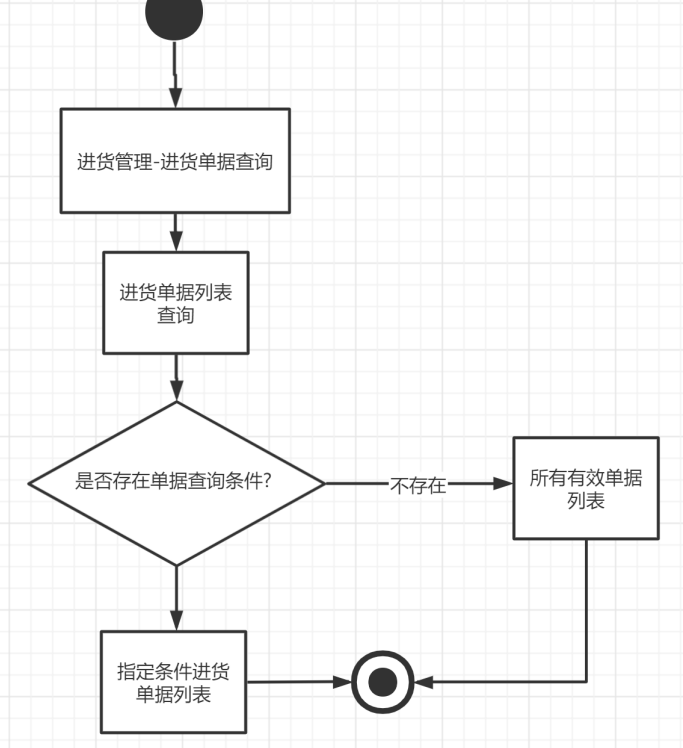 进货管理-进货单据查询
进货单据列表
查询
是否存在单据查询条件?
不存在
所有有效单据
列表
指定条件进货
单据列表